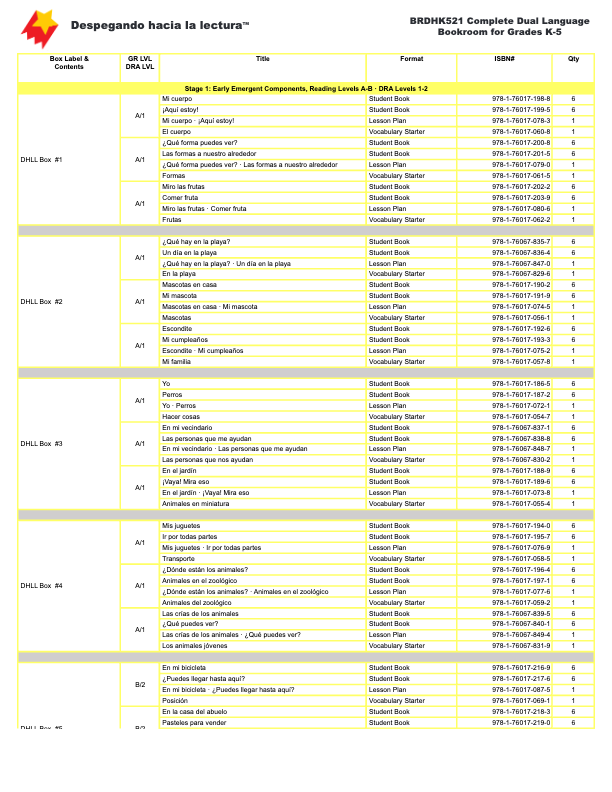 Despegando hacia la lectura™
BRDHK521 Complete Dual Language
Bookroom for Grades K-5
Box Label & Contents GR LVL DRA LVL Title Format ISBN# Qty
Stage 1: Early Emergent Components, Reading Levels A-B · DRA Levels 1-2
DHLL Box #1
A/1
Mi cuerpo Student Book 978-1-76017-198-8 6
¡Aquí estoy! Student Book 978-1-76017-199-5 6
Mi cuerpo · ¡Aquí estoy! Lesson Plan 978-1-76017-078-3 1
El cuerpo Vocabulary Starter 978-1-76017-060-8 1
A/1
¿Qué forma puedes ver? Student Book 978-1-76017-200-8 6
Las formas a nuestro alrededor Student Book 978-1-76017-201-5 6
¿Qué forma puedes ver? · Las formas a nuestro alrededor Lesson Plan 978-1-76017-079-0 1
Formas Vocabulary Starter 978-1-76017-061-5 1
A/1
Miro las frutas Student Book 978-1-76017-202-2 6
Comer fruta Student Book 978-1-76017-203-9 6
Miro las frutas · Comer fruta Lesson Plan 978-1-76017-080-6 1
Frutas Vocabulary Starter 978-1-76017-062-2 1
DHLL Box #2
A/1
¿Qué hay en la playa? Student Book 978-1-76067-835-7 6
Un día en la playa Student Book 978-1-76067-836-4 6
¿Qué hay en la playa? · Un día en la playa Lesson Plan 978-1-76067-847-0 1
En la playa Vocabulary Starter 978-1-76067-829-6 1
A/1
Mascotas en casa Student Book 978-1-76017-190-2 6
Mi mascota Student Book 978-1-76017-191-9 6
Mascotas en casa · Mi mascota Lesson Plan 978-1-76017-074-5 1
Mascotas Vocabulary Starter 978-1-76017-056-1 1
A/1
Escondite Student Book 978-1-76017-192-6 6
Mi cumpleaños Student Book 978-1-76017-193-3 6
Escondite · Mi cumpleaños Lesson Plan 978-1-76017-075-2 1
Mi familia Vocabulary Starter 978-1-76017-057-8 1
DHLL Box #3
A/1
Yo Student Book 978-1-76017-186-5 6
Perros Student Book 978-1-76017-187-2 6
Yo · Perros Lesson Plan 978-1-76017-072-1 1
Hacer cosas Vocabulary Starter 978-1-76017-054-7 1
A/1
En mi vecindario Student Book 978-1-76067-837-1 6
Las personas que me ayudan Student Book 978-1-76067-838-8 6
En mi vecindario · Las personas que me ayudan Lesson Plan 978-1-76067-848-7 1
Las personas que nos ayudan Vocabulary Starter 978-1-76067-830-2 1
A/1
En el jardín Student Book 978-1-76017-188-9 6
¡Vaya! Mira eso Student Book 978-1-76017-189-6 6
En el jardín · ¡Vaya! Mira eso Lesson Plan 978-1-76017-073-8 1
Animales en miniatura Vocabulary Starter 978-1-76017-055-4 1
DHLL Box #4
A/1
Mis juguetes Student Book 978-1-76017-194-0 6
Ir por todas partes Student Book 978-1-76017-195-7 6
Mis juguetes · Ir por todas partes Lesson Plan 978-1-76017-076-9 1
Transporte Vocabulary Starter 978-1-76017-058-5 1
A/1
¿Dónde están los animales? Student Book 978-1-76017-196-4 6
Animales en el zoológico Student Book 978-1-76017-197-1 6
¿Dónde están los animales? · Animales en el zoológico Lesson Plan 978-1-76017-077-6 1
Animales del zoológico Vocabulary Starter 978-1-76017-059-2 1
A/1
Las crías de los animales Student Book 978-1-76067-839-5 6
¿Qué puedes ver? Student Book 978-1-76067-840-1 6
Las crías de los animales · ¿Qué puedes ver? Lesson Plan 978-1-76067-849-4 1
Los animales jóvenes Vocabulary Starter 978-1-76067-831-9 1
DHLL Box #5
B/2
En mi bicicleta Student Book 978-1-76017-216-9 6
¿Puedes llegar hasta aquí? Student Book 978-1-76017-217-6 6
En mi bicicleta · ¿Puedes llegar hasta aquí? Lesson Plan 978-1-76017-087-5 1
Posición Vocabulary Starter 978-1-76017-069-1 1
B/2
En la casa del abuelo Student Book 978-1-76017-218-3 6
Pasteles para vender Student Book 978-1-76017-219-0 6